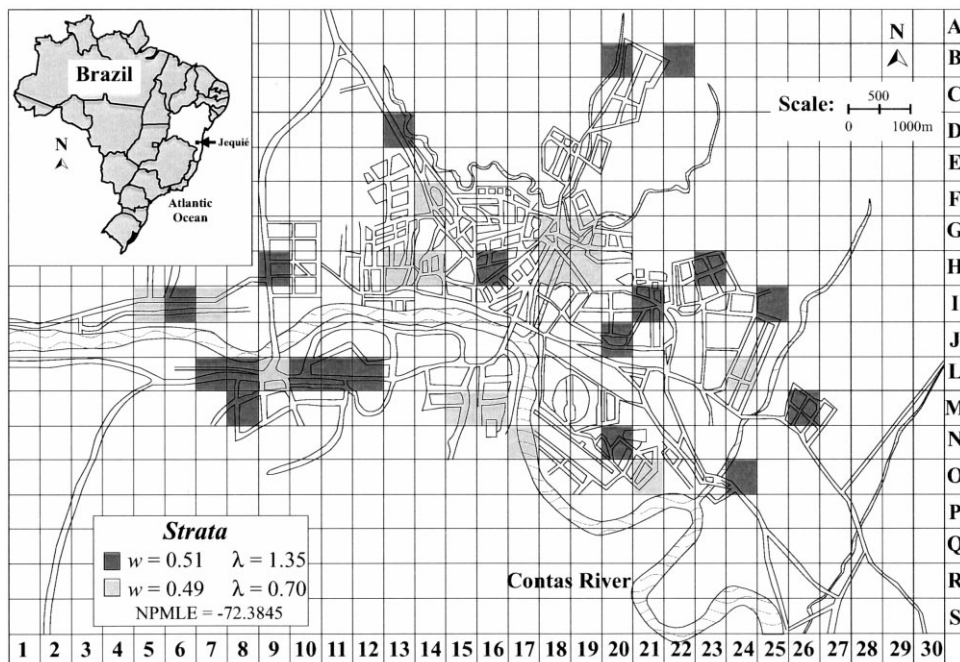 Brazil
N
Jequié
Atlantic
Ocean
N
Scale:
500
0 1000m
A
B
C
D
E
F
G
H
I
J
L
M
N
O
P
Q
R
S
Strata
w = 0.51 λ = 1.35
w = 0.49 λ = 0.70
NPMLE = -72.3845
Contas River
1 2 3 4 5 6 7 8 9 10 11 12 13 14 15 16 17 18 19 20 21 22 23 24 25 26 27 28 29 30